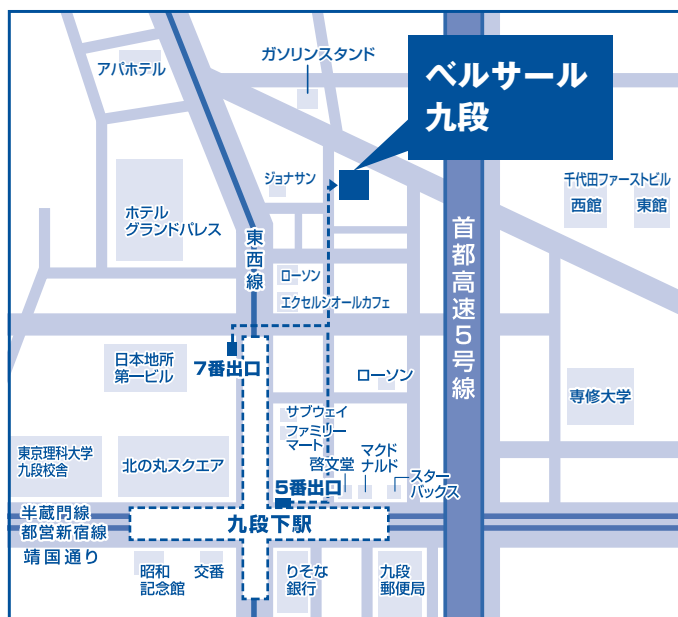 ガソリンスタンド
アパホテル
ベルサール
九段
ジョナサン
千代田ファーストビル
西館
東館
ホテル
グランドパレス
東西線
首都高速5号線
ローソン
エクセルシオールカフェ
日本地所
第一ビル
7番出口
ローソン
専修大学
サブウェイ
ファミリー
マート
東京理科大学
九段校舎
北の丸スクエア
啓文堂
マクド
ナルド
スター
バックス
5番出口
半蔵門線
都営新宿線
九段下駅
靖国通り
昭和
記念館
交番
りそな
銀行
九段
郵便局